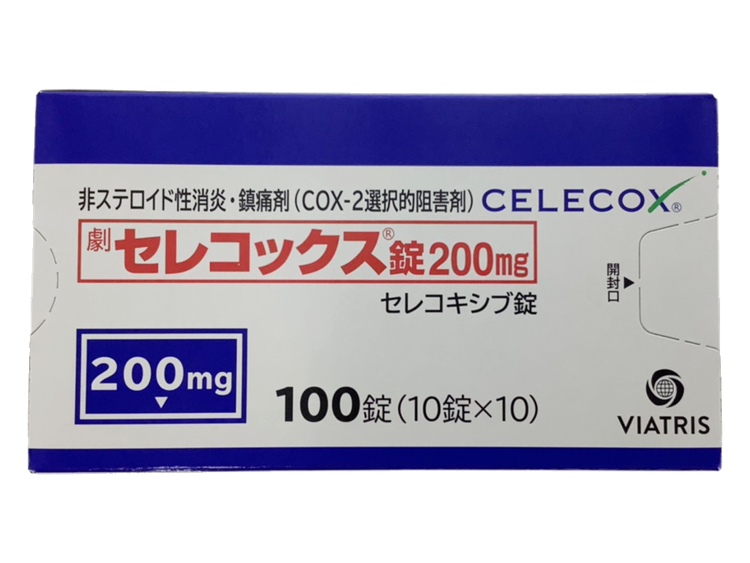 非ステロイド性消炎・鎮痛剤(COX-2選択的阻害剤) CELECOX®
劇 セレコックス®錠200mg
セレコキシブ錠
開封口▶
200mg
▼
100錠(10錠×10)
VIATRIS